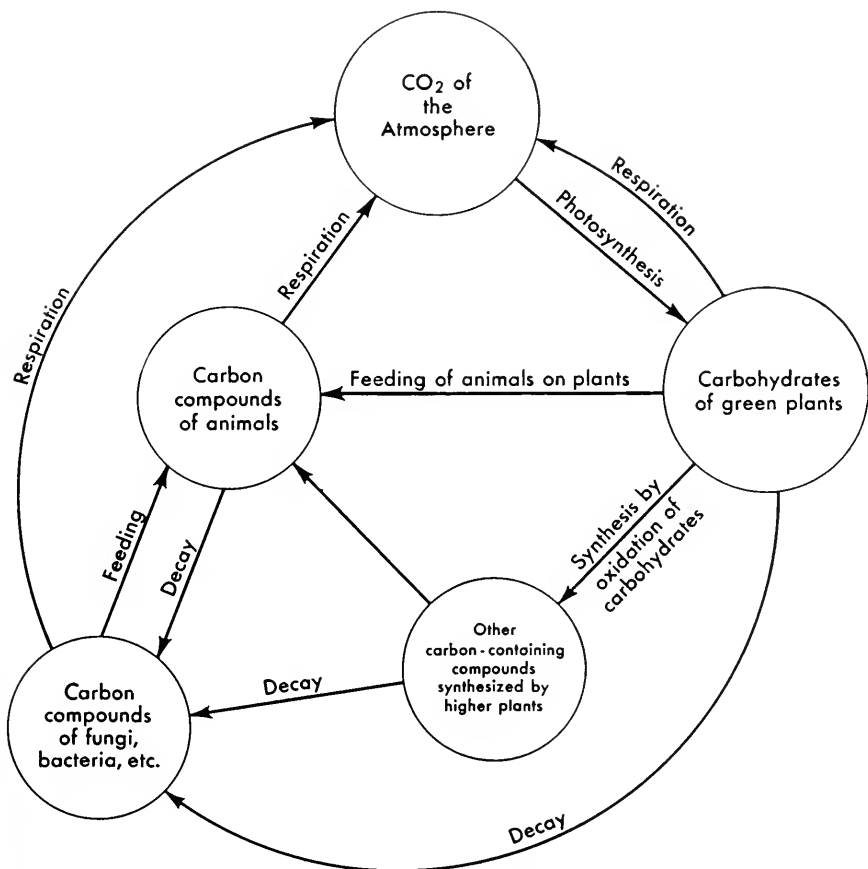 CO₂ of
the
Atmosphere
Respiration
Photosynthesis
Respiration
Respiration
Carbon
compounds
of animals
Feeding of animals on plants
Carbohydrates
of green plants
Feeding
Decay
Synthesis by
oxidation of
carbohydrates
Other
carbon-containing
compounds
synthesized by
higher plants
Decay
Carbon
compounds
of fungi,
bacteria, etc.
Decay